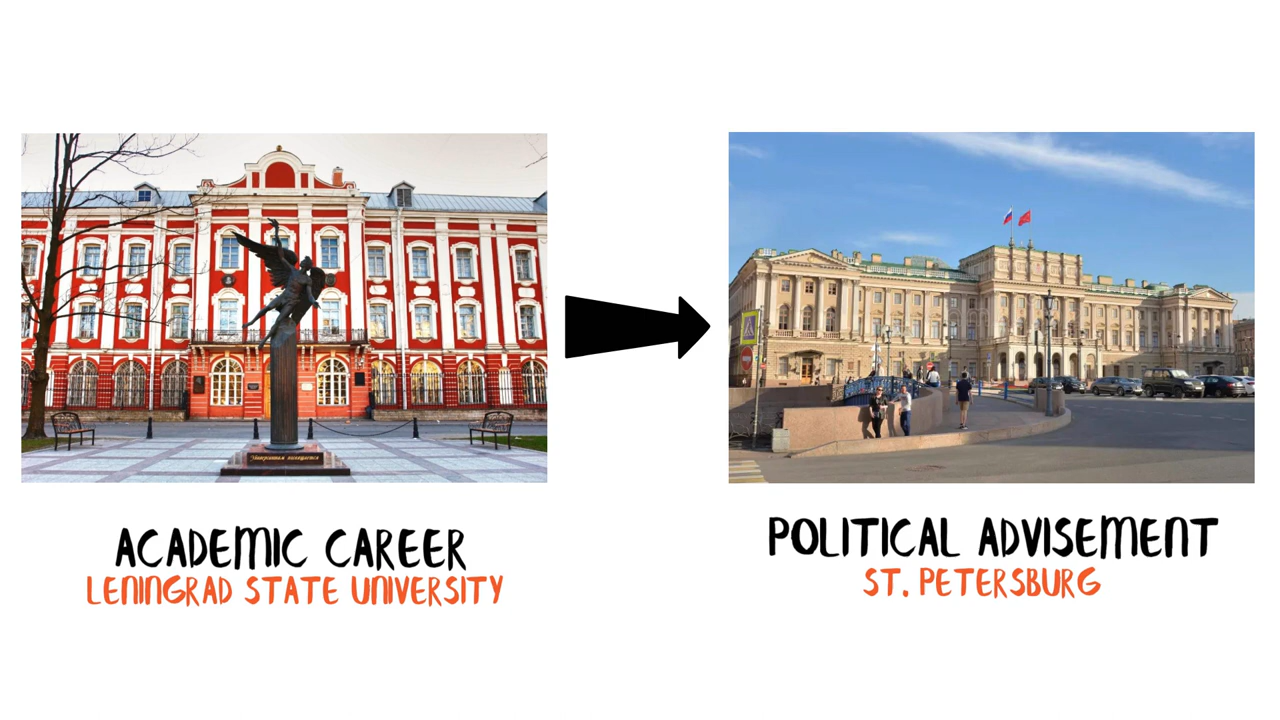 ACADEMIC CAREER
LENINGRAD STATE UNIVERSITY
POLITICAL ADVISEMENT
ST. PETERSBURG